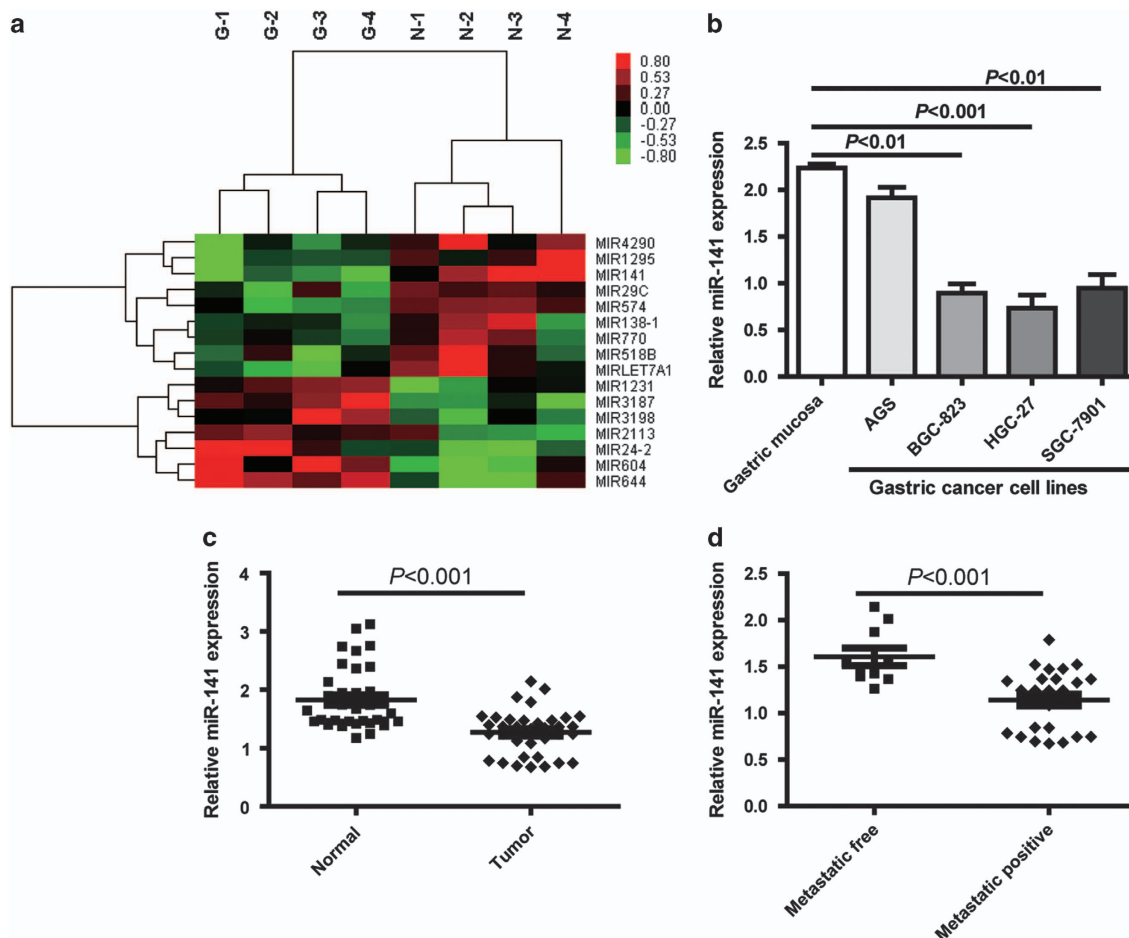 a
G-1 G-2 G-3 G-4 N-1 N-2 N-3 N-4
0.80
0.53
0.27
0.00
-0.27
-0.53
-0.80
MIR4290
MIR1295
MIR141
MIR29C
MIR574
MIR138-1
MIR770
MIR518B
MIRLET7A1
MIR1231
MIR3187
MIR3198
MIR2113
MIR24-2
MIR604
MIR644
b
P<0.01
P<0.001
P<0.01
Relative miR-141 expression
2.5
2.0
1.5
1.0
0.5
0.0
Gastric mucosa
AGS
BGC-823
HGC-27
SGC-7901
Gastric cancer cell lines
c
P<0.001
Relative miR-141 expression
4
3
2
1
0
Normal
Tumor
d
P<0.001
Relative miR-141 expression
2.5
2.0
1.5
1.0
0.5
0.0
Metastatic free
Metastatic positive